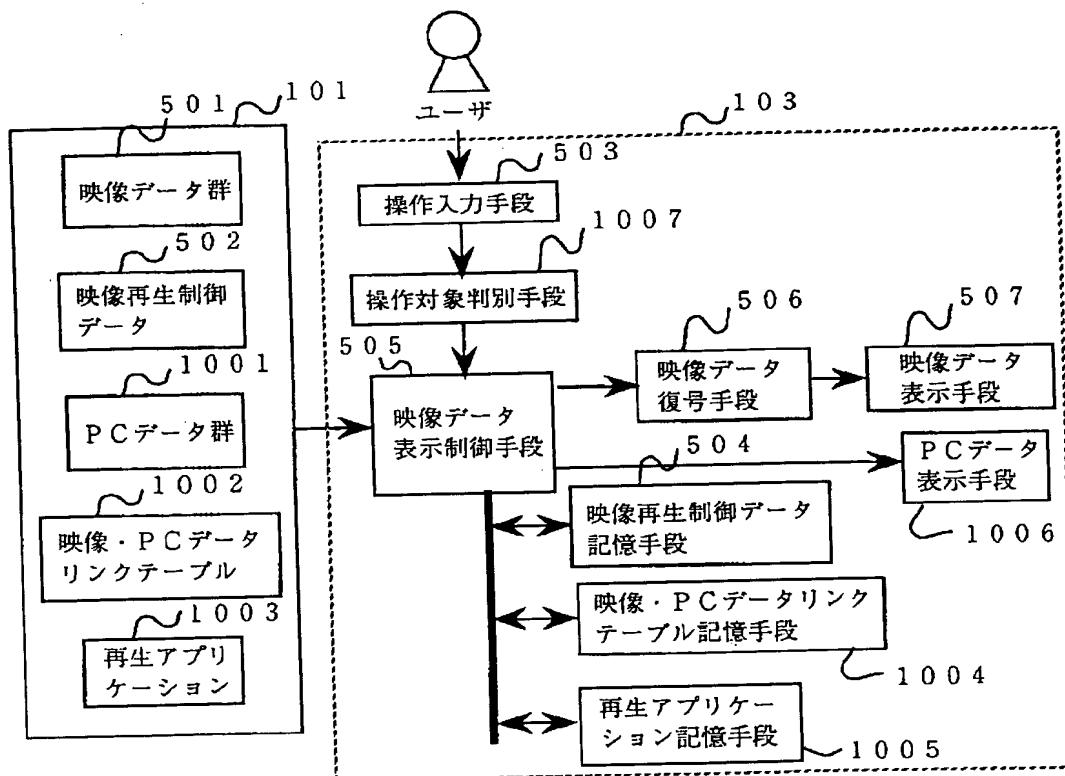 ユーザ
501
101
映像データ群
502
映像再生制御
データ
1001
PCデータ群
1002
映像・PCデータ
リンクテーブル
1003
再生アプリ
ケーション
103
503
操作入力手段
1007
操作対象判別手段
505
映像データ
表示制御手段
506
映像データ
復号手段
507
映像データ
表示手段
504
映像再生制御データ
記憶手段
PCデータ
表示手段
1006
映像・PCデータリンク
テーブル記憶手段
1004
再生アプリケー
ション記憶手段
1005